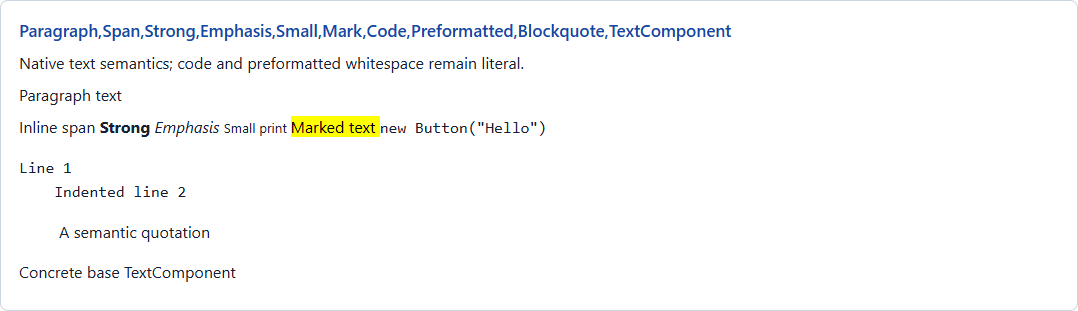 Paragraph,Span,Strong,Emphasis,Small,Mark,Code,Preformatted,Blockquote,TextComponent
Native text semantics; code and preformatted whitespace remain literal.
Paragraph text
Inline span Strong Emphasis Small print Marked text new Button("Hello")
Line 1
    Indented line 2
A semantic quotation
Concrete base TextComponent